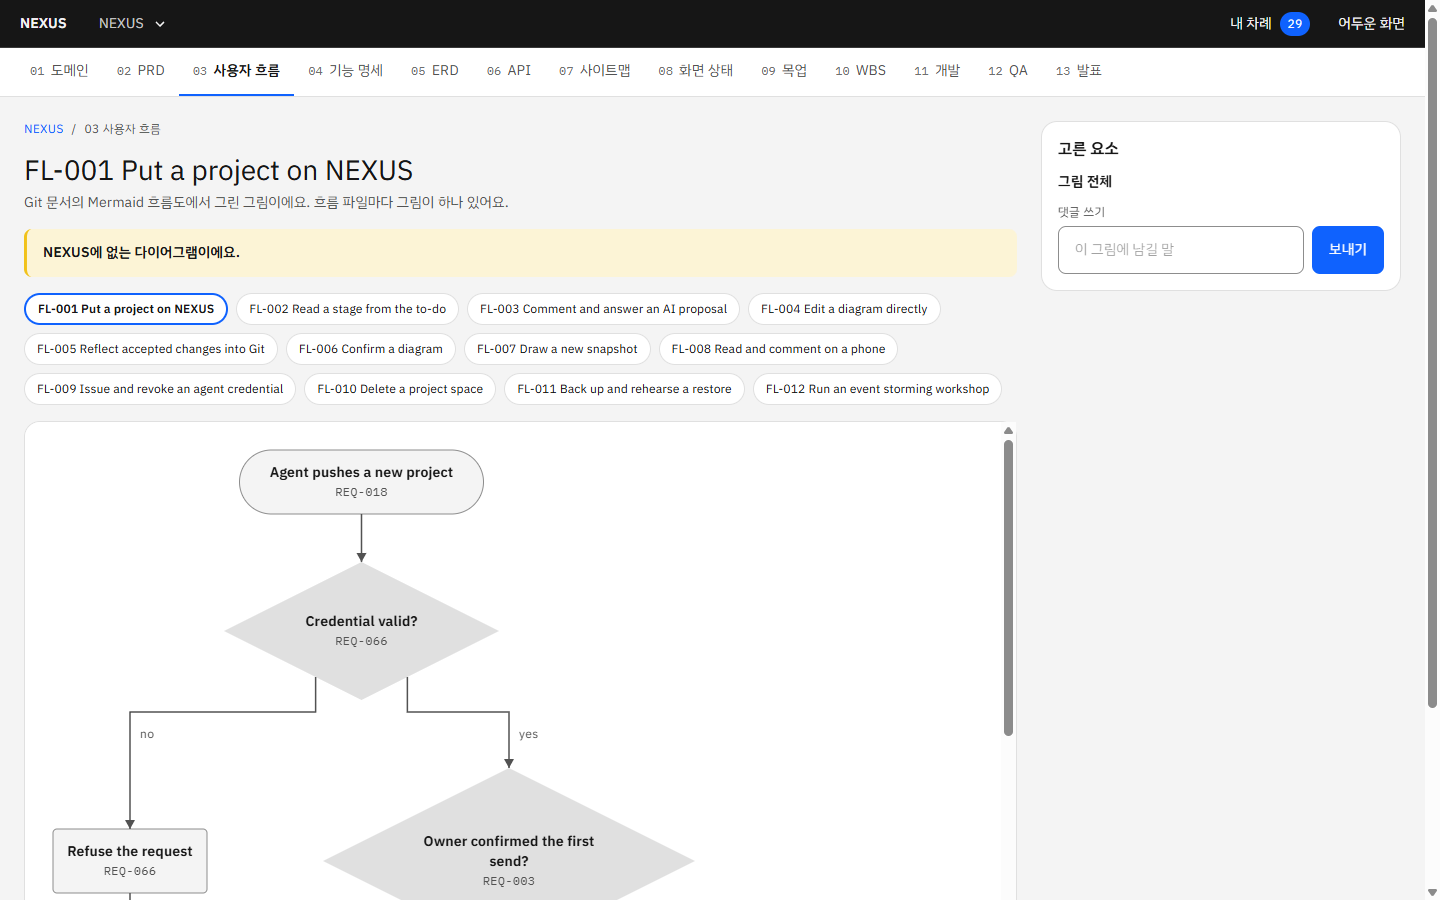 NEXUS NEXUS 내 차례 29 어두운 화면
01 도메인 02 PRD 03 사용자 흐름 04 기능 명세 05 ERD 06 API 07 사이트맵 08 화면 상태 09 목업 10 WBS 11 개발 12 QA 13 발표
NEXUS / 03 사용자 흐름
FL-001 Put a project on NEXUS
Git 문서의 Mermaid 흐름도에서 그린 그림이에요. 흐름 파일마다 그림이 하나 있어요.
NEXUS에 없는 다이어그램이에요.
FL-001 Put a project on NEXUS FL-002 Read a stage from the to-do FL-003 Comment and answer an AI proposal FL-004 Edit a diagram directly
FL-005 Reflect accepted changes into Git FL-006 Confirm a diagram FL-007 Draw a new snapshot FL-008 Read and comment on a phone
FL-009 Issue and revoke an agent credential FL-010 Delete a project space FL-011 Back up and rehearse a restore FL-012 Run an event storming workshop
Agent pushes a new project
REQ-018
Credential valid?
REQ-066
no
yes
Refuse the request
REQ-066
Owner confirmed the first
send?
REQ-003
고른 요소
그림 전체
댓글 쓰기
이 그림에 남길 말 보내기